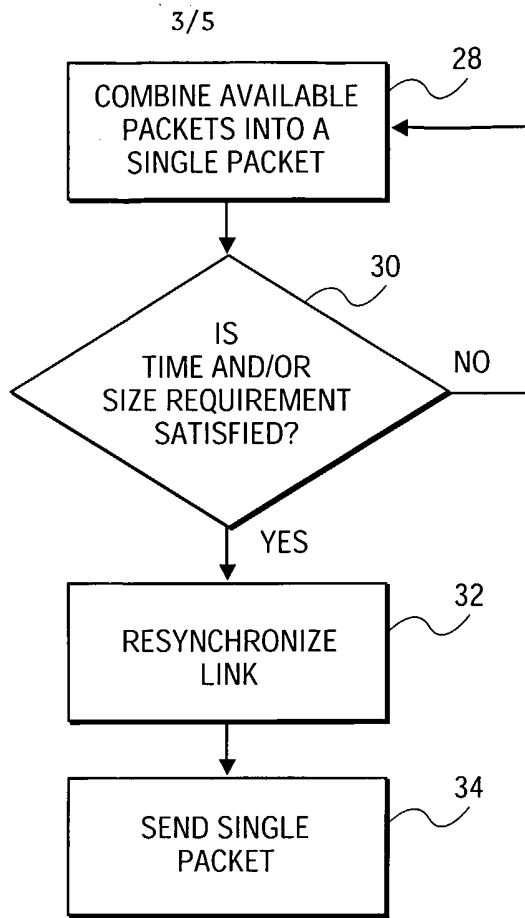 3/5
28
COMBINE AVAILABLE
PACKETS INTO A
SINGLE PACKET
30
IS
TIME AND/OR
SIZE REQUIREMENT
SATISFIED?
NO
YES
32
RESYNCHRONIZE
LINK
34
SEND SINGLE
PACKET